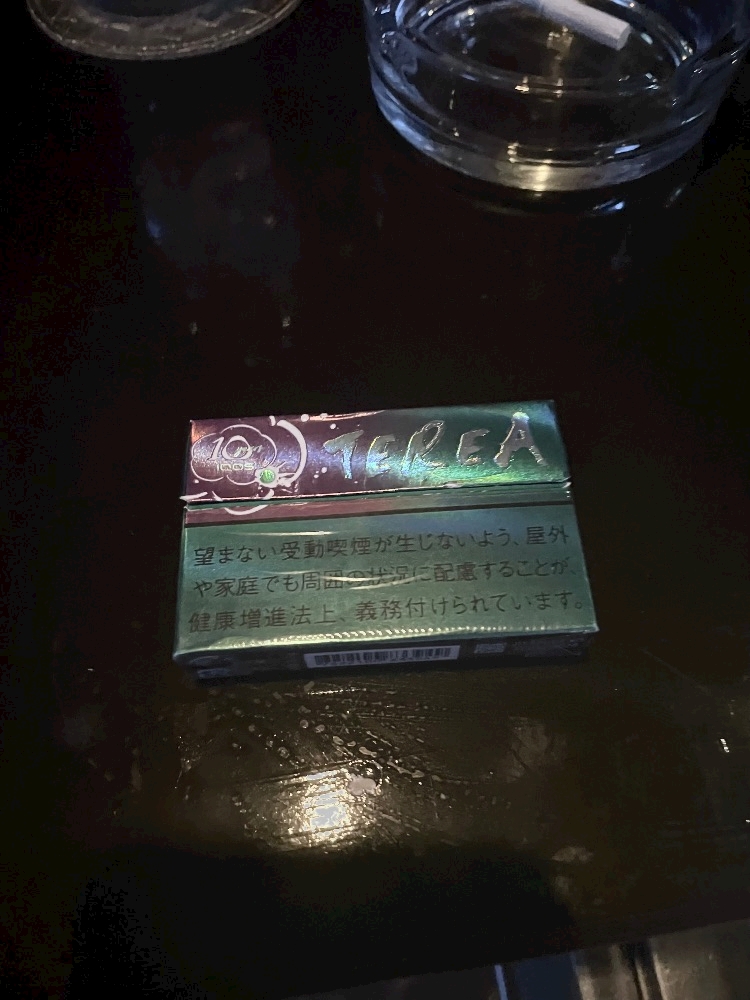 10 years
IQOS
TEREA
望まない受動喫煙が生じないよう、屋外
や家庭でも周囲の状況に配慮することが、
健康増進法上、義務付けられています。